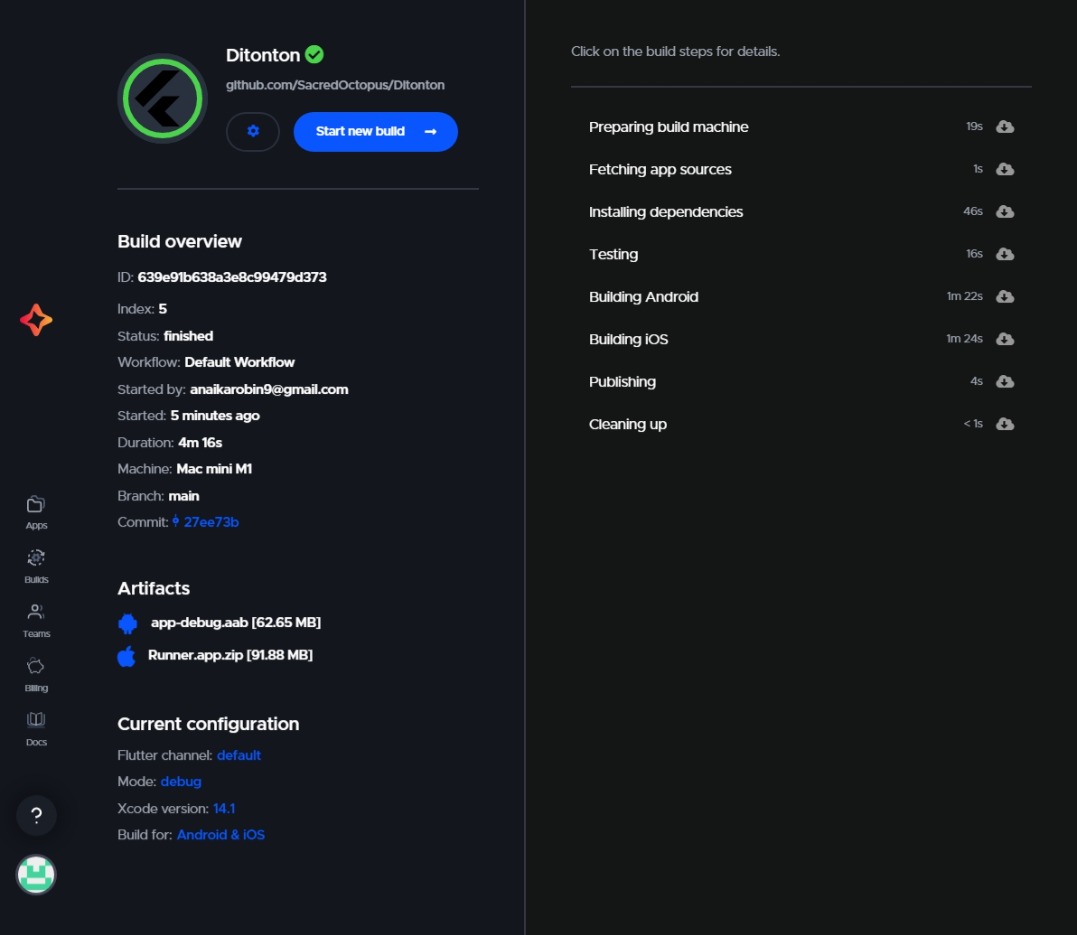 Ditonton
github.com/SacredOctopus/Ditonton
Start new build →
Build overview
ID: 639e91b638a3e8c99479d373
Index: 5
Status: finished
Workflow: Default Workflow
Started by: anaikarobin9@gmail.com
Started: 5 minutes ago
Duration: 4m 16s
Machine: Mac mini M1
Branch: main
Commit: 27ee73b
Artifacts
app-debug.aab [62.65 MB]
Runner.app.zip [91.88 MB]
Current configuration
Flutter channel: default
Mode: debug
Xcode version: 14.1
Build for: Android & iOS
Apps
Builds
Teams
Billing
Docs
?
Click on the build steps for details.
Preparing build machine 19s
Fetching app sources 1s
Installing dependencies 46s
Testing 16s
Building Android 1m 22s
Building iOS 1m 24s
Publishing 4s
Cleaning up < 1s